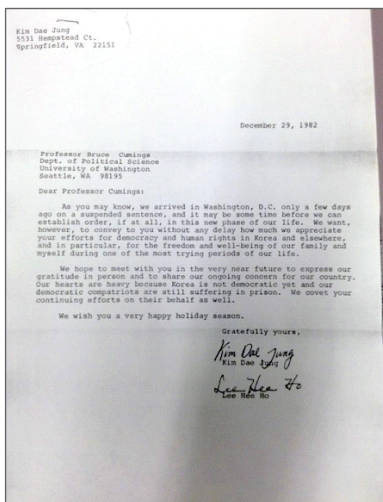 Kim Dae Jung
5531 Hempstead Ct.
Springfield, VA 22151
December 29, 1982
Professor Bruce Cumings
Dept. of Political Science
University of Washington
Seattle, WA 98195
Dear Professor Cumings:
As you may know, we arrived in Washington, D.C. only a few days
ago on a suspended sentence, and it may be some time before we can
establish order, if at all, in this new phase of our life. We want,
however, to convey to you without any delay how much we appreciate
your efforts for democracy and human rights in Korea and elsewhere,
and in particular, for the freedom and well-being of our family and
myself during one of the most trying periods of our life.
We hope to meet with you in the very near future to express our
gratitude in person and to share our ongoing concern for our country.
Our hearts are heavy because Korea is not democratic yet and our
democratic compatriots are still suffering in prison. We covet your
continuing efforts on their behalf as well.
We wish you a very happy holiday season.
Gratefully yours,
Kim Dae Jung
Kim Dae Jung
Lee Hee Ho
Lee Hee Ho